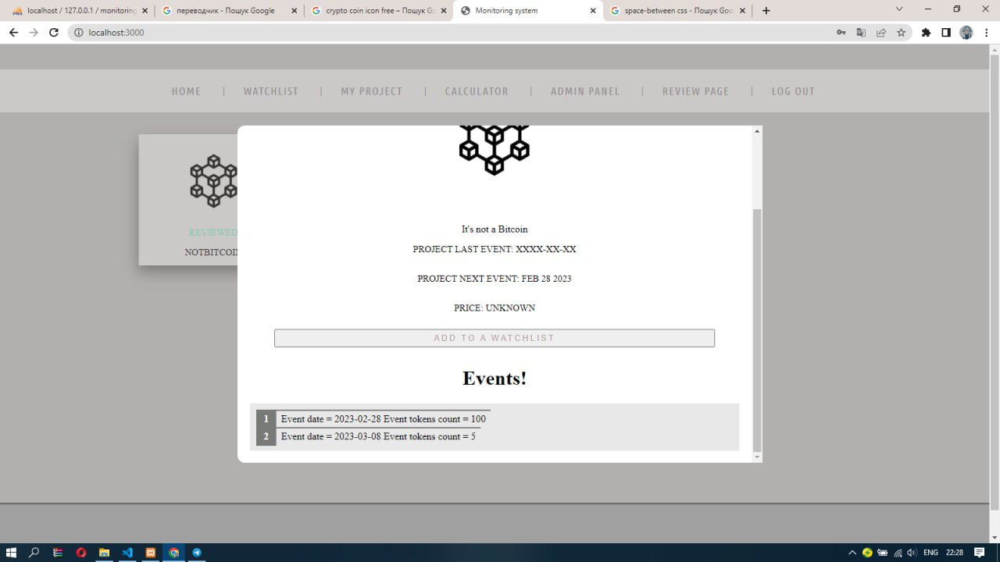 localhost / 127.0.0.1 / monitoring
переводчик - Пошук Google
crypto coin icon free – Пошук Go
Monitoring system
space-between css - Пошук Goo
localhost:3000
HOME | WATCHLIST | MY PROJECT | CALCULATOR | ADMIN PANEL | REVIEW PAGE | LOG OUT
REVIEWED
NOTBITCOIN
It's not a Bitcoin
PROJECT LAST EVENT: XXXX-XX-XX
PROJECT NEXT EVENT: FEB 28 2023
PRICE: UNKNOWN
ADD TO A WATCHLIST
Events!
1 Event date = 2023-02-28 Event tokens count = 100
2 Event date = 2023-03-08 Event tokens count = 5
ENG 22:28